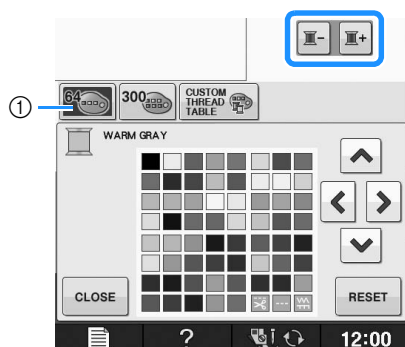 - +
①
64
300
CUSTOM
THREAD
TABLE
WARM GRAY
CLOSE
RESET
?
12:00